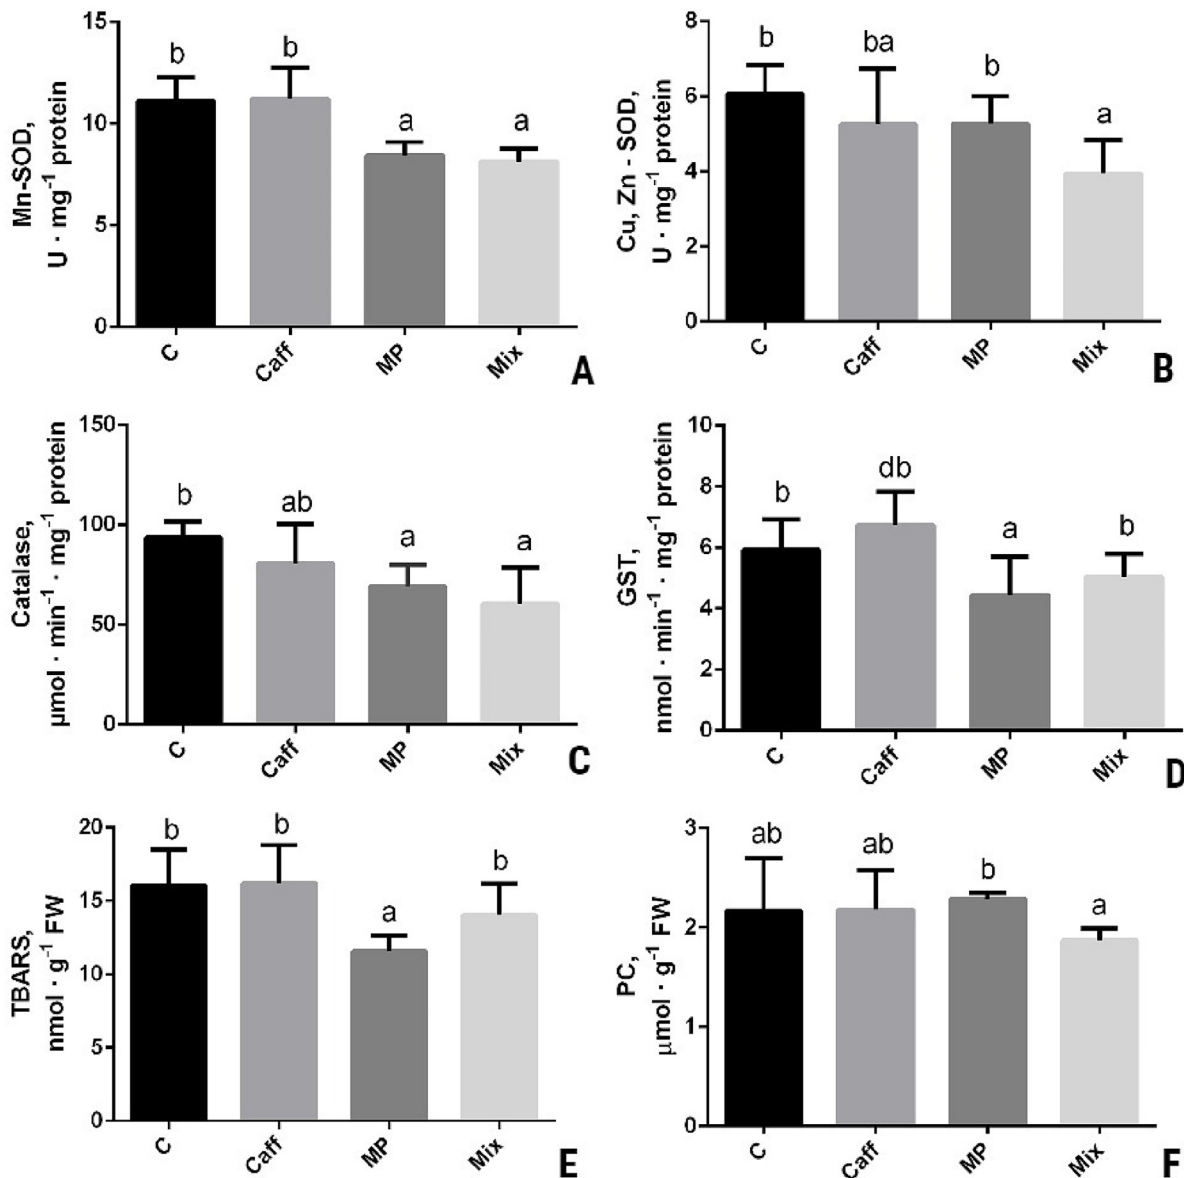 Mn-SOD,
U · mg⁻¹ protein
15
10
5
0
b
b
a
a
C
Caff
MP
Mix
A
Cu, Zn - SOD,
U · mg⁻¹ protein
8
6
4
2
0
b
ba
b
a
C
Caff
MP
Mix
B
Catalase,
µmol · min⁻¹ · mg⁻¹ protein
150
100
50
0
b
ab
a
a
C
Caff
MP
Mix
C
GST,
nmol · min⁻¹ · mg⁻¹ protein
10
8
6
4
2
0
b
db
a
b
C
Caff
MP
Mix
D
TBARS,
nmol · g⁻¹ FW
20
15
10
5
0
b
b
a
b
C
Caff
MP
Mix
E
PC,
µmol · g⁻¹ FW
3
2
1
0
ab
ab
b
a
C
Caff
MP
Mix
F